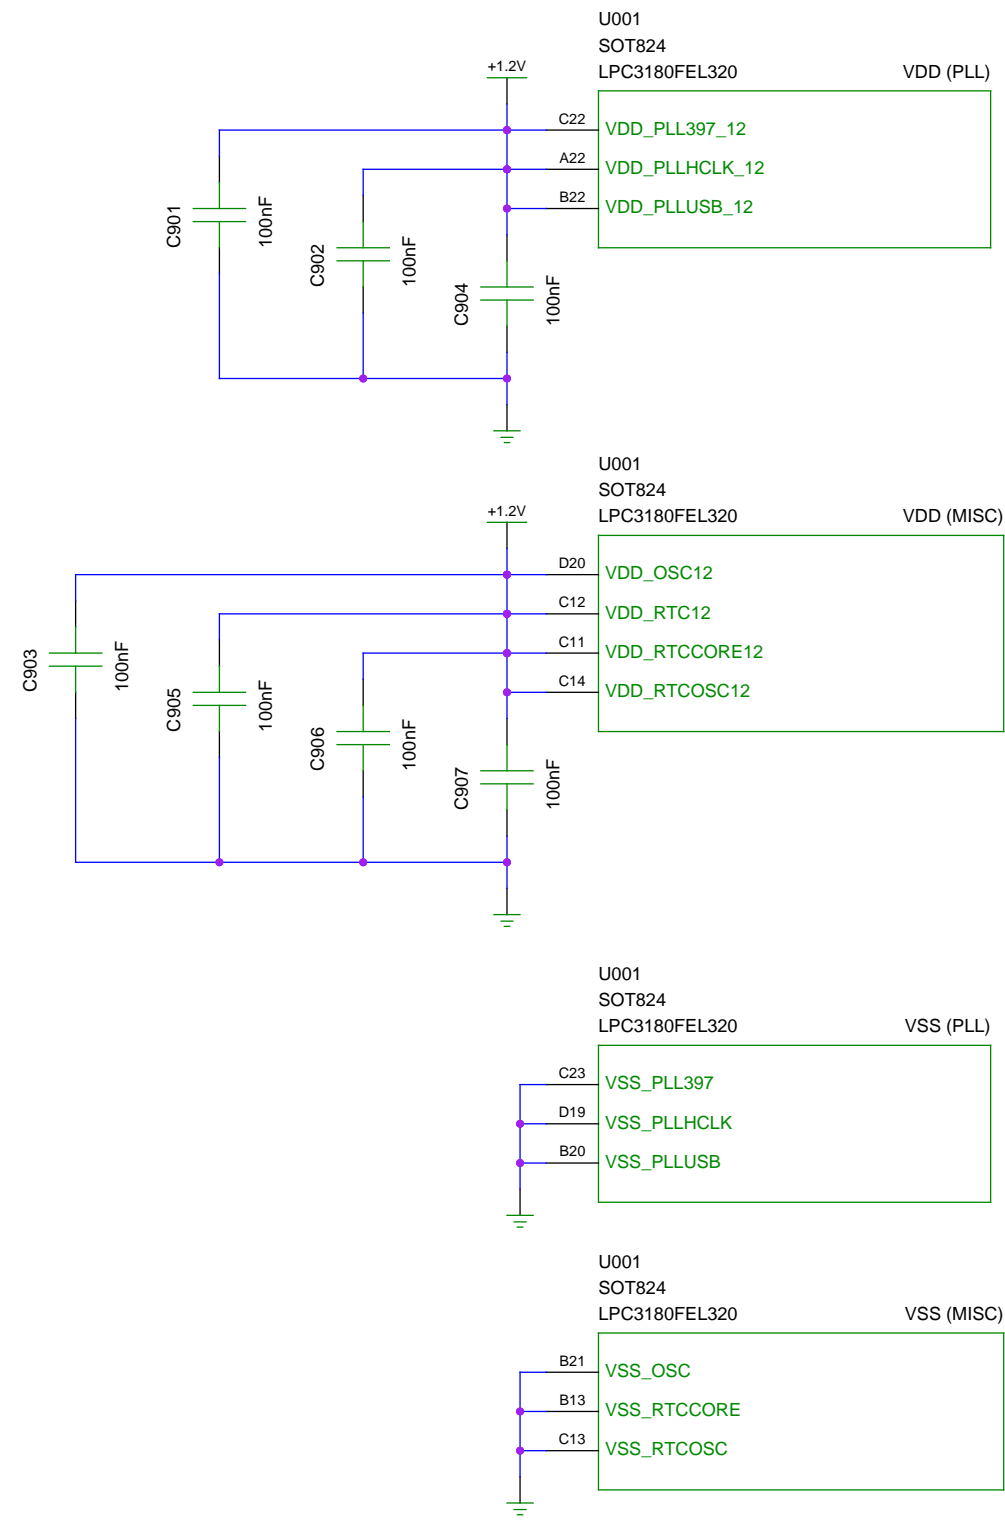 U001
SOT824
LPC3180FEL320 VDD (PLL)
+1.2V
C22 VDD_PLL397_12
A22 VDD_PLLHCLK_12
B22 VDD_PLLUSB_12
C901 100nF
C902 100nF
C904 100nF
U001
SOT824
LPC3180FEL320 VDD (MISC)
+1.2V
D20 VDD_OSC12
C12 VDD_RTC12
C11 VDD_RTCCORE12
C14 VDD_RTCOSC12
C903 100nF
C905 100nF
C906 100nF
C907 100nF
U001
SOT824
LPC3180FEL320 VSS (PLL)
C23 VSS_PLL397
D19 VSS_PLLHCLK
B20 VSS_PLLUSB
U001
SOT824
LPC3180FEL320 VSS (MISC)
B21 VSS_OSC
B13 VSS_RTCCORE
C13 VSS_RTCOSC